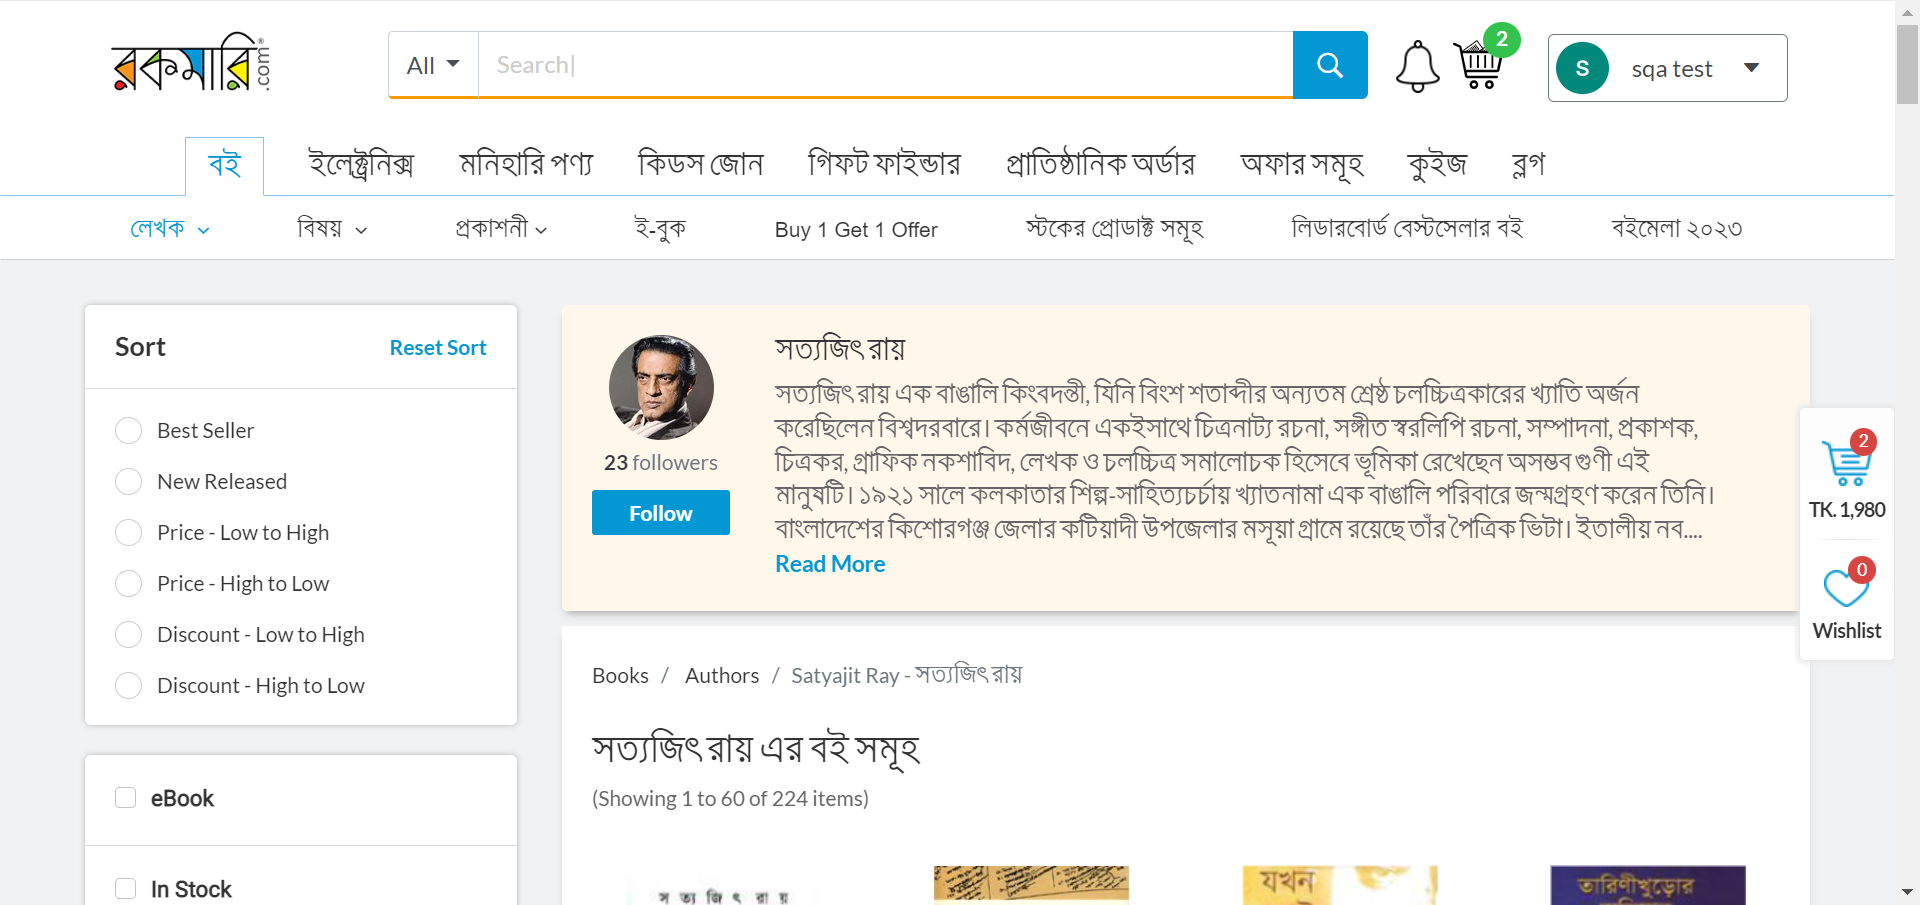 রকমারি.com®
All
Search
2
S
sqa test
বই
ইলেক্ট্রনিক্স
মনিহারি পণ্য
কিডস জোন
গিফট ফাইন্ডার
প্রাতিষ্ঠানিক অর্ডার
অফার সমূহ
কুইজ
ব্লগ
লেখক
বিষয়
প্রকাশনী
ই-বুক
Buy 1 Get 1 Offer
স্টকের প্রোডাক্ট সমূহ
লিডারবোর্ড বেস্টসেলার বই
বইমেলা ২০২৩
Sort
Reset Sort
Best Seller
New Released
Price - Low to High
Price - High to Low
Discount - Low to High
Discount - High to Low
eBook
In Stock
23 followers
Follow
সত্যজিৎ রায়
সত্যজিৎ রায় এক বাঙালি কিংবদন্তী, যিনি বিংশ শতাব্দীর অন্যতম শ্রেষ্ঠ চলচ্চিত্রকারের খ্যাতি অর্জন
করেছিলেন বিশ্বদরবারে। কর্মজীবনে একইসাথে চিত্রনাট্য রচনা, সঙ্গীত স্বরলিপি রচনা, সম্পাদনা, প্রকাশক,
চিত্রকর, গ্রাফিক নকশাবিদ, লেখক ও চলচ্চিত্র সমালোচক হিসেবে ভূমিকা রেখেছেন অসম্ভব গুণী এই
মানুষটি। ১৯২১ সালে কলকাতার শিল্প-সাহিত্যচর্চায় খ্যাতনামা এক বাঙালি পরিবারে জন্মগ্রহণ করেন তিনি।
বাংলাদেশের কিশোরগঞ্জ জেলার কটিয়াদী উপজেলার মসূয়া গ্রামে রয়েছে তাঁর পৈত্রিক ভিটা। ইতালীয় নব....
Read More
2
TK. 1,980
0
Wishlist
Books / Authors / Satyajit Ray - সত্যজিৎ রায়
সত্যজিৎ রায় এর বই সমূহ
(Showing 1 to 60 of 224 items)
সত্যজিৎ রায়
যখন
তারিণীখুড়োর